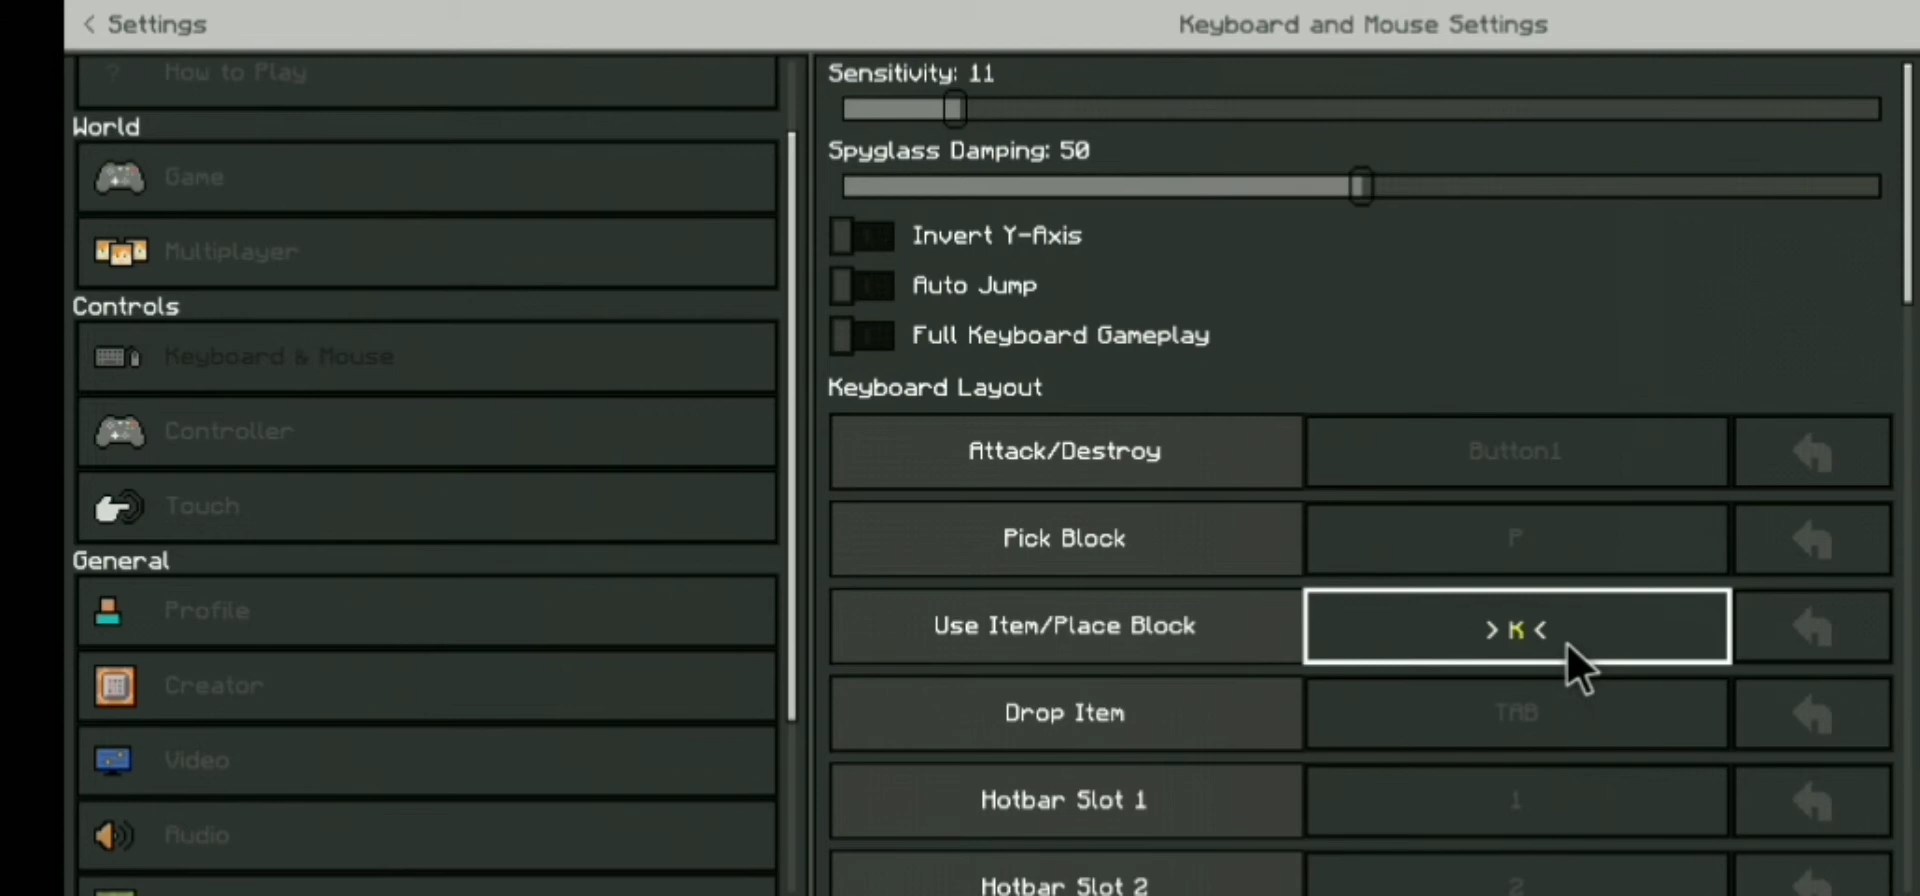 < Settings
Keyboard and Mouse Settings
? How to Play
World
Game
Multiplayer
Controls
Keyboard & Mouse
Controller
Touch
General
Profile
Creator
Video
Audio
Sensitivity: 11
Spyglass Damping: 50
Invert Y-Axis
Auto Jump
Full Keyboard Gameplay
Keyboard Layout
Attack/Destroy Button1
Pick Block P
Use Item/Place Block > K <
Drop Item TAB
Hotbar Slot 1 1
Hotbar Slot 2 2